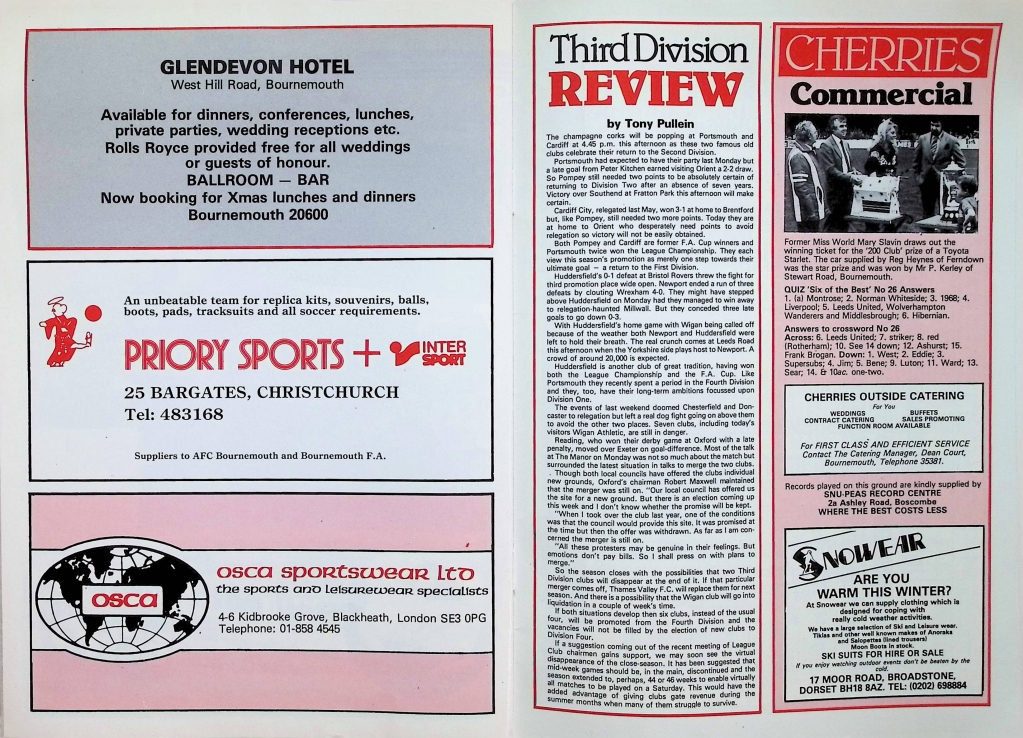 GLENDEVON HOTEL
West Hill Road, Bournemouth
Available for dinners, conferences, lunches,
private parties, wedding receptions etc.
Rolls Royce provided free for all weddings
or guests of honour.
BALLROOM — BAR
Now booking for Xmas lunches and dinners
Bournemouth 20600
An unbeatable team for replica kits, souvenirs, balls,
boots, pads, tracksuits and all soccer requirements.
PRIORY SPORTS + INTER SPORT
25 BARGATES, CHRISTCHURCH
Tel: 483168
Suppliers to AFC Bournemouth and Bournemouth F.A.
osca
osca sportswear ltd
the sports and leisurewear specialists
4-6 Kidbrooke Grove, Blackheath, London SE3 0PG
Telephone: 01-858 4545
Third Division
REVIEW
by Tony Pullein
The champagne corks will be popping at Portsmouth and
Cardiff at 4.45 p.m. this afternoon as these two famous old
clubs celebrate their return to the Second Division.
Portsmouth had expected to have their party last Monday but
a late goal from Peter Kitchen earned visiting Orient a 2-2 draw.
So Pompey still needed two points to be absolutely certain of
returning to Division Two after an absence of seven years.
Victory over Southend at Fratton Park this afternoon will make
certain.
Cardiff City, relegated last May, won 3-1 at home to Brentford
but, like Pompey, still needed two more points. Today they are
at home to Orient who desperately need points to avoid
relegation so victory will not be easily obtained.
Both Pompey and Cardiff are former F.A. Cup winners and
Portsmouth twice won the League Championship. They each
view this season's promotion as merely one step towards their
ultimate goal — a return to the First Division.
Huddersfield's 0-1 defeat at Bristol Rovers threw the fight for
third promotion place wide open. Newport ended a run of three
defeats by thumping Wrexham 4-0. They might have stepped
above Huddersfield on Monday had they managed to win away
to relegation-haunted Millwall. But they conceded three late
goals to go down 0-3.
With Huddersfield's home game with Wigan being called off
because of the weather both Newport and Huddersfield were
left to hold their breath. The real crunch comes at Leeds Road
this afternoon when the Yorkshire side plays host to Newport. A
crowd of around 20,000 is expected.
Huddersfield is another club of great tradition, having won
both the League Championship and the F.A. Cup. Like
Portsmouth they recently spent a period in the Fourth Division
and they, too, have their long-term ambitions focussed upon
Division One.
The events of last weekend doomed Chesterfield and Don-
caster to relegation but left a real dog fight going on above them
to avoid the other two places. Seven clubs, including today's
visitors Wigan Athletic, are still in danger.
Reading, who won their derby game at Oxford with a late
penalty, moved over Exeter on goal-difference. Most of the talk
at The Manor on Monday was not so much about the match but
surrounded the latest situation in talks to merge the two clubs.
Though both local councils have offered the clubs individual
new grounds, Oxford's chairman Robert Maxwell maintained
that the merger was still on. "Our local council has offered us
the site for a new ground. But there is an election coming up
this week and I don't know whether the promise will be kept.
"When I took over the club last year, one of the conditions
was that the council would provide this site. It was promised at
the time but then the offer was withdrawn. As far as I am con-
cerned the merger is still on.
"All these protesters may be genuine in their feelings. But
emotions don't pay bills. So I shall press on with plans to
merge."
So the season closes with the possibilities that two Third
Division clubs will disappear at the end of it. If that particular
merger comes off, Thames Valley F.C. will replace them for next
season. And there is a possibility that the Wigan club will go into
liquidation in a couple of week's time.
If both situations develop then six clubs, instead of the usual
four, will be promoted from the Fourth Division and the
vacancies will not be filled by the election of new clubs to
Division Four.
If a suggestion coming out of the recent meeting of League
Club chairmen gains support, we may soon see the virtual
disappearance of the close-season. It has been suggested that
mid-week games should be, in the main, discontinued and the
season extended to, perhaps, 44 or 46 weeks to enable virtually
all matches to be played on a Saturday. This would have the
added advantage of giving clubs gate revenue during the
summer months when many of them struggle to survive.
CHERRIES
Commercial
Former Miss World Mary Slavin draws out the
winning ticket for the '200 Club' prize of a Toyota
Starlet. The car supplied by Reg Heynes of Ferndown
was the star prize and was won by Mr P. Kerley of
Stewart Road, Bournemouth.
QUIZ 'Six of the Best' No 26 Answers
1. (a) Montrose; 2. Norman Whiteside; 3. 1968; 4.
Liverpool; 5. Leeds United, Wolverhampton
Wanderers and Middlesbrough; 6. Hibernian.
Answers to crossword No 26
Across: 6. Leeds United; 7. striker; 8. red
(Rotherham); 10. See 14 down; 12. Ashurst; 15.
Frank Brogan. Down: 1. West; 2. Eddie; 3.
Supersubs; 4. Jim; 5. Bene; 9. Luton; 11. Ward; 13.
Sear; 14. & 10ac. one-two.
CHERRIES OUTSIDE CATERING
For You
WEDDINGS BUFFETS
CONTRACT CATERING SALES PROMOTING
FUNCTION ROOM AVAILABLE
For FIRST CLASS AND EFFICIENT SERVICE
Contact The Catering Manager, Dean Court,
Bournemouth, Telephone 35381.
Records played on this ground are kindly supplied by
SNU-PEAS RECORD CENTRE
2a Ashley Road, Boscombe
WHERE THE BEST COSTS LESS
SNOWEAR
ARE YOU
WARM THIS WINTER?
At Snowear we can supply clothing which is
designed for coping with
really cold weather activities.
We have a large selection of Ski and Leisure wear.
Tiklas and other well known makes of Anoraks
and Salopettes (lined trousers)
Moon Boots in stock.
SKI SUITS FOR HIRE OR SALE
If you enjoy watching outdoor events don't be beaten by the
cold.
17 MOOR ROAD, BROADSTONE,
DORSET BH18 8AZ. TEL: (0202) 698884